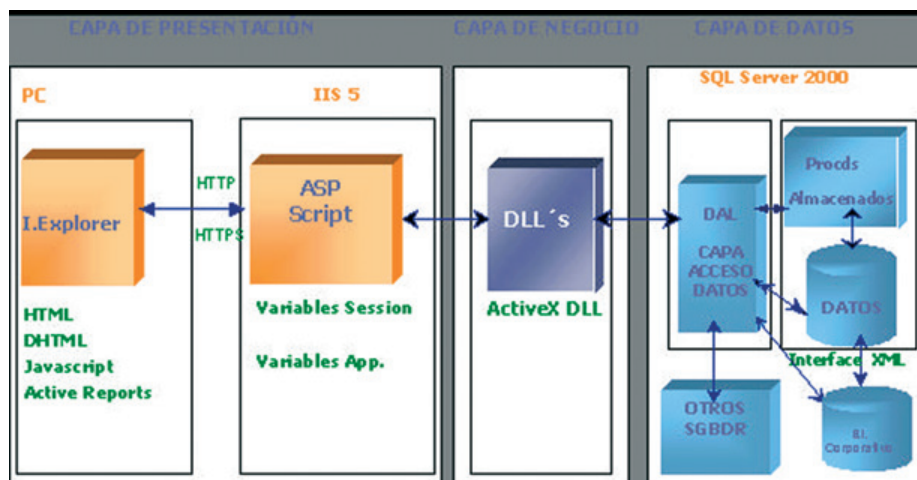 CAPA DE PRESENTACIÓN
CAPA DE NEGOCIO
CAPA DE DATOS
PC
IIS 5
SQL Server 2000
I.Explorer
HTTP
HTTPS
ASP
Script
DLL´s
DAL
CAPA
ACCESO
DATOS
Procds
Almacenados
DATOS
HTML
DHTML
Javascript
Active Reports
Variables Session
Variables App.
ActiveX DLL
Interface XML
OTROS
SGBDR
Corporativo